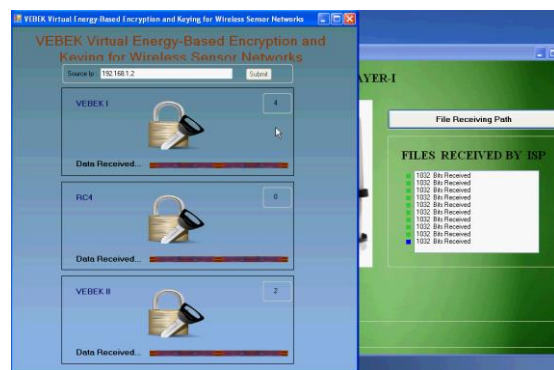 VEBEK Virtual Energy-Based Encryption and Keying for Wireless Sensor Networks
VEBEK Virtual Energy-Based Encryption and
Keying for Wireless Sensor Networks
Source Ip : 192.168.1.2 Submit
VEBEK I 4
Data Received...
RC4 0
Data Received...
VEBEK II 2
Data Received...
AYER-I
File Receiving Path
FILES RECEIVED BY ISP
1032 Bits Received
1032 Bits Received
1032 Bits Received
1032 Bits Received
1032 Bits Received
1032 Bits Received
1032 Bits Received
1032 Bits Received
1032 Bits Received
1032 Bits Received